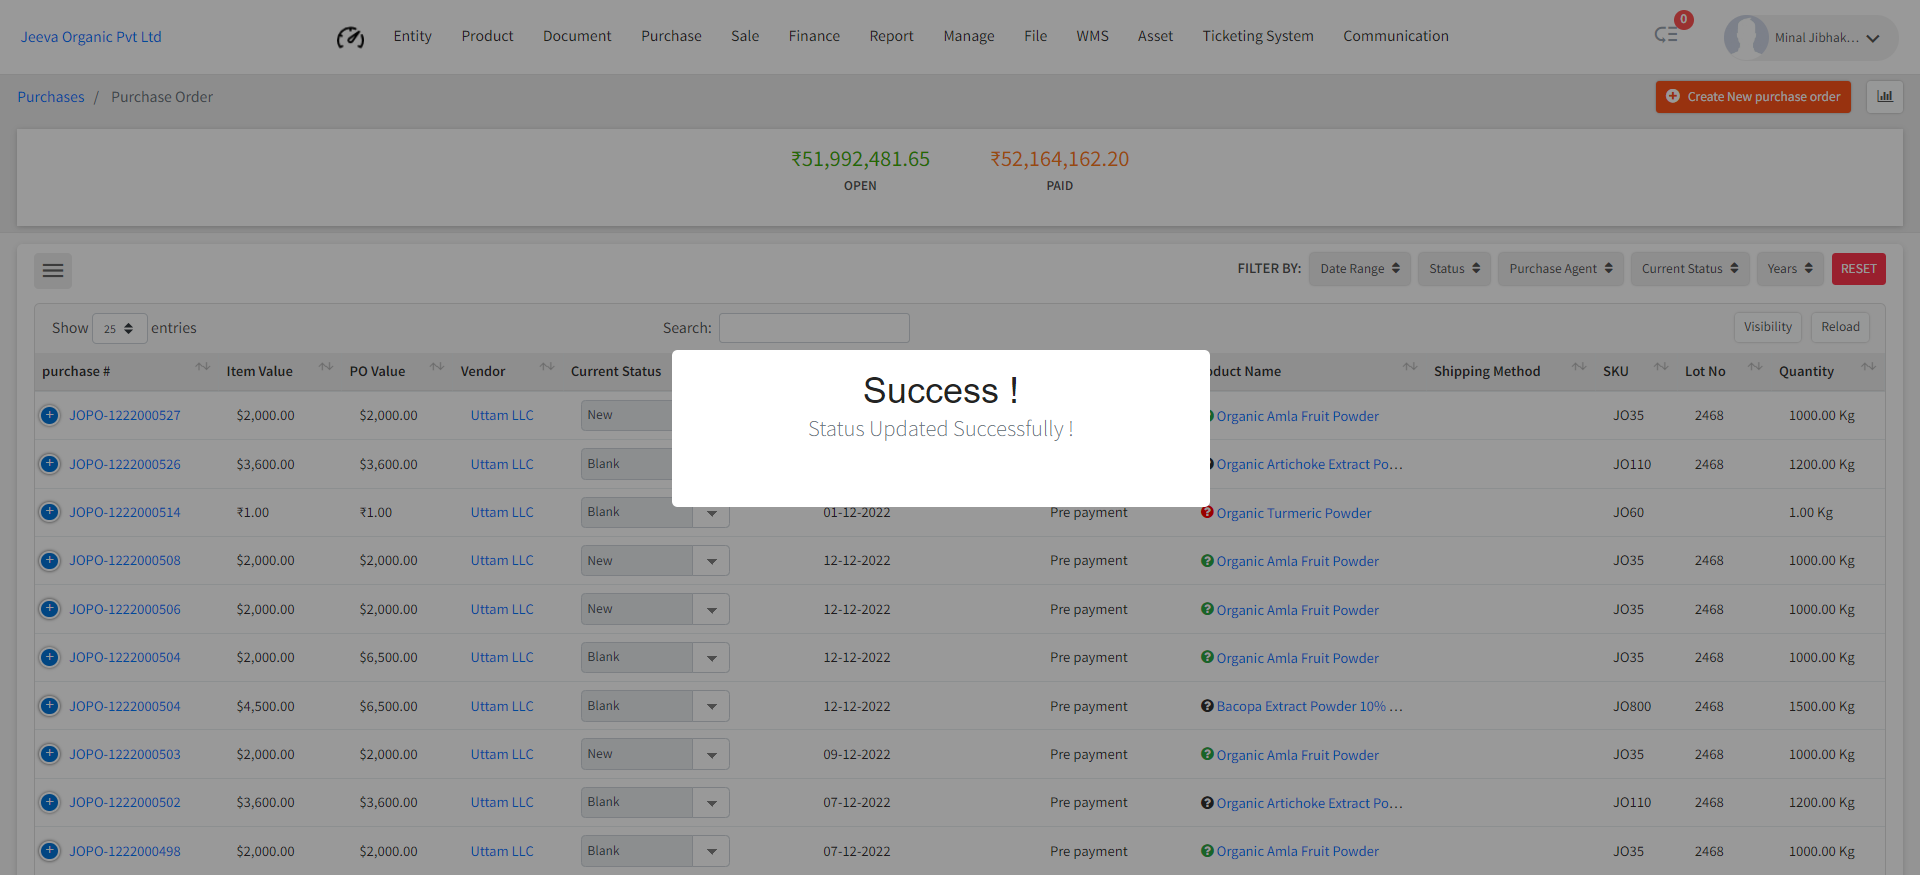 Jeeva Organic Pvt Ltd Entity Product Document Purchase Sale Finance Report Manage File WMS Asset Ticketing System Communication 0 Minal Jibhak...
Purchases / Purchase Order Create New purchase order
₹51,992,481.65 ₹52,164,162.20
OPEN PAID
FILTER BY: Date Range Status Purchase Agent Current Status Years RESET
Show 25 entries Search: Visibility Reload
purchase # Item Value PO Value Vendor Current Status oduct Name Shipping Method SKU Lot No Quantity
Success !
Status Updated Successfully !
JOPO-1222000527 $2,000.00 $2,000.00 Uttam LLC New Organic Amla Fruit Powder JO35 2468 1000.00 Kg
JOPO-1222000526 $3,600.00 $3,600.00 Uttam LLC Blank Organic Artichoke Extract Po... JO110 2468 1200.00 Kg
JOPO-1222000514 ₹1.00 ₹1.00 Uttam LLC Blank 01-12-2022 Pre payment Organic Turmeric Powder JO60 2468 1.00 Kg
JOPO-1222000508 $2,000.00 $2,000.00 Uttam LLC New 12-12-2022 Pre payment Organic Amla Fruit Powder JO35 2468 1000.00 Kg
JOPO-1222000506 $2,000.00 $2,000.00 Uttam LLC New 12-12-2022 Pre payment Organic Amla Fruit Powder JO35 2468 1000.00 Kg
JOPO-1222000504 $2,000.00 $6,500.00 Uttam LLC Blank 12-12-2022 Pre payment Organic Amla Fruit Powder JO35 2468 1000.00 Kg
JOPO-1222000504 $4,500.00 $6,500.00 Uttam LLC Blank 12-12-2022 Pre payment Bacopa Extract Powder 10% ... JO800 2468 1500.00 Kg
JOPO-1222000503 $2,000.00 $2,000.00 Uttam LLC New 09-12-2022 Pre payment Organic Amla Fruit Powder JO35 2468 1000.00 Kg
JOPO-1222000502 $3,600.00 $3,600.00 Uttam LLC Blank 07-12-2022 Pre payment Organic Artichoke Extract Po... JO110 2468 1200.00 Kg
JOPO-1222000498 $2,000.00 $2,000.00 Uttam LLC Blank 07-12-2022 Pre payment Organic Amla Fruit Powder JO35 2468 1000.00 Kg